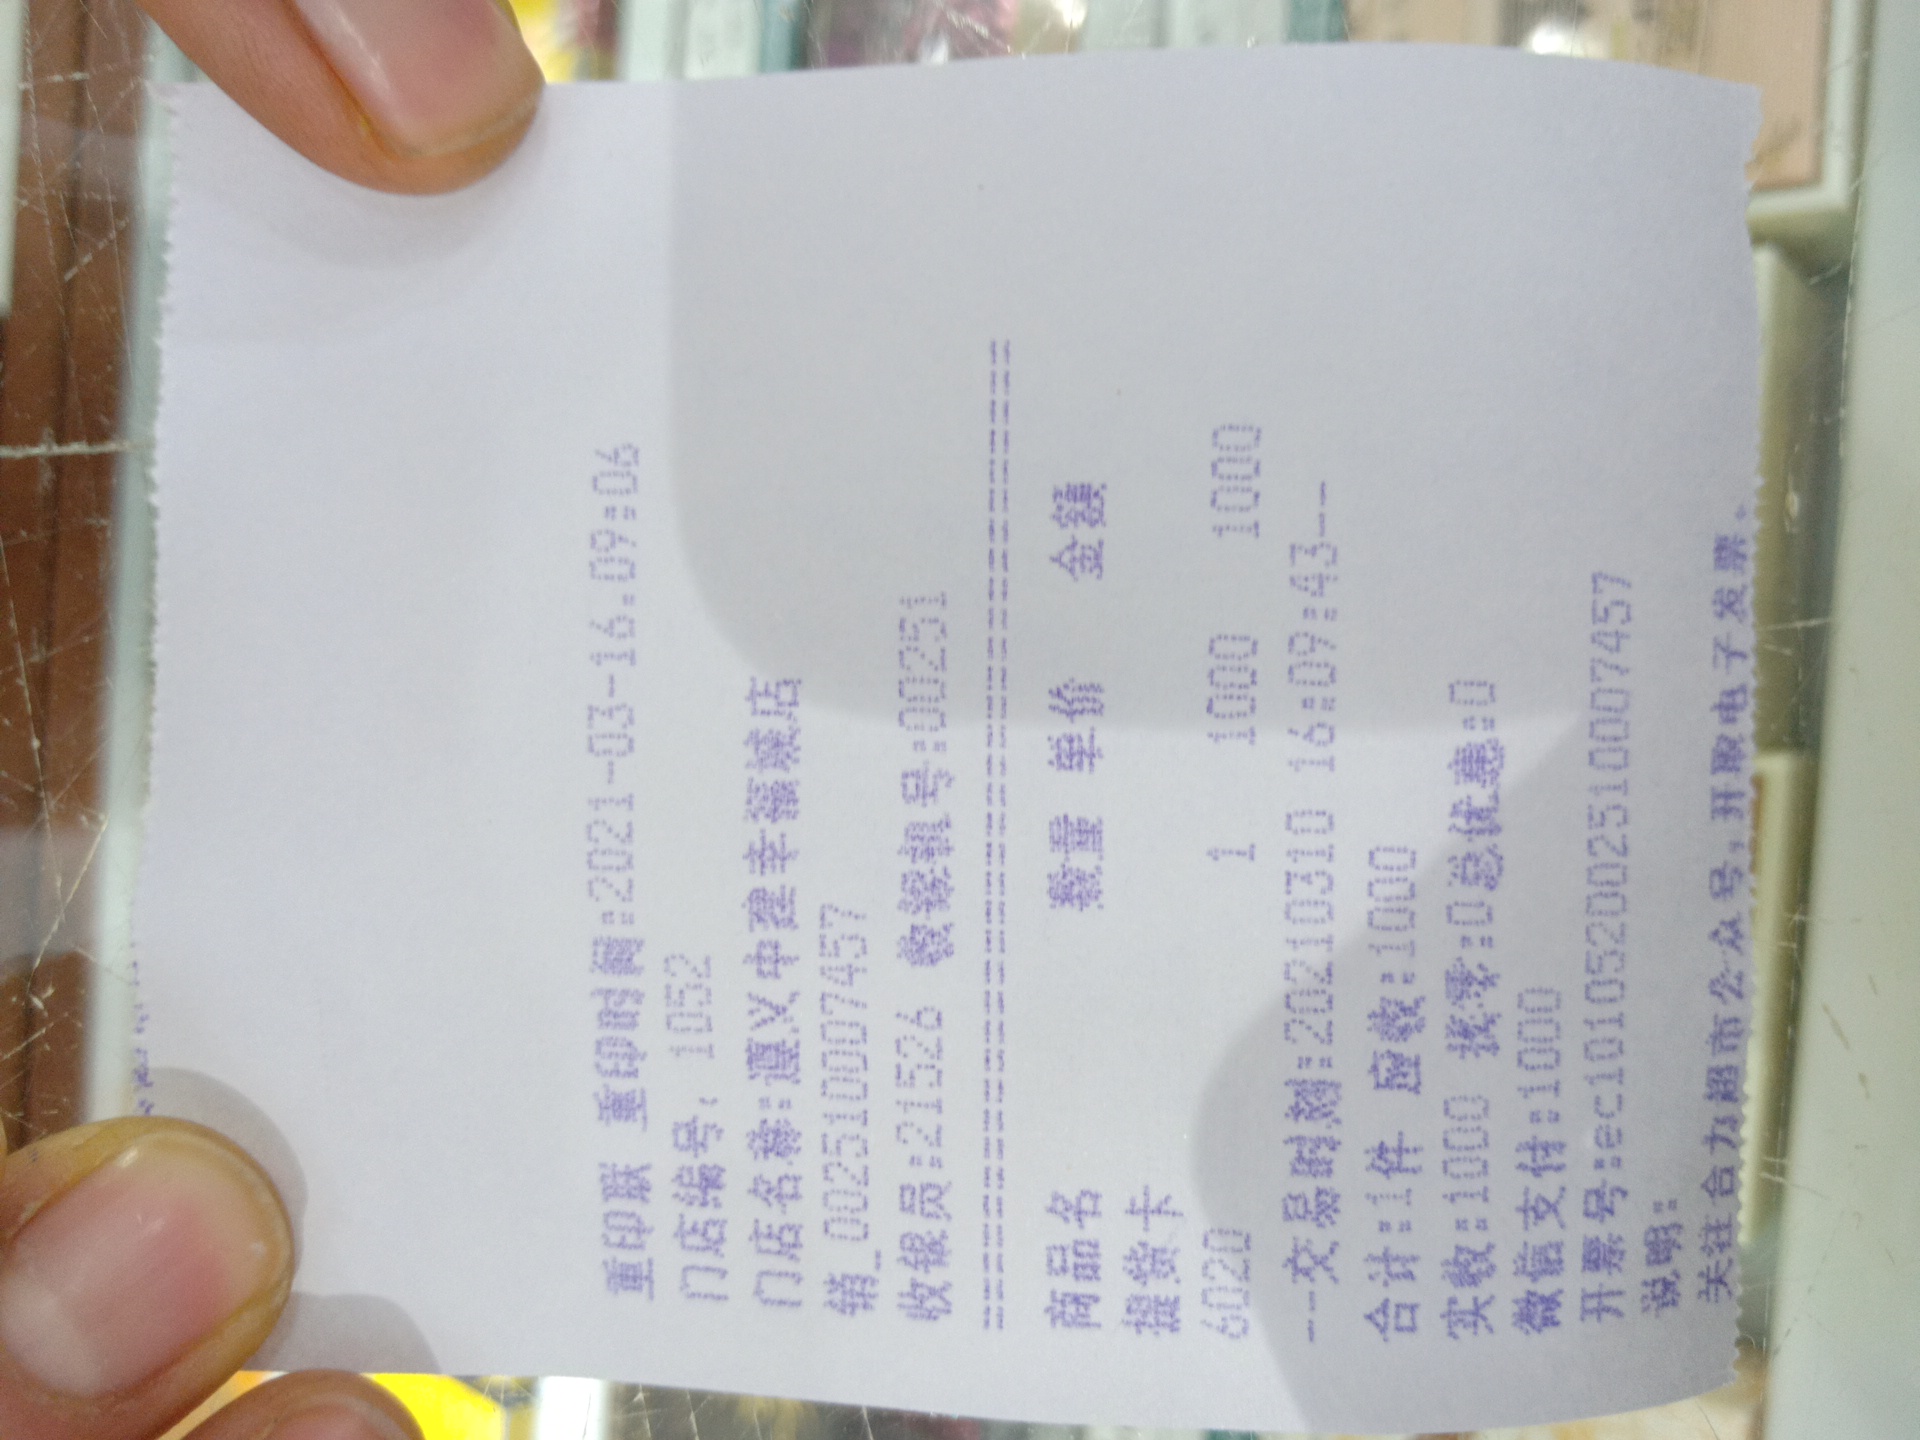 重印联 重印时间:2021-03-16.09:06
门店编号: 1052
门店名称:遵义中建幸福城店
销_0025100007457
收银员:21526 收银机号:00251
商品名 数量 单价 金额
提货卡
6020 1 1000 1000
--交易时刻:20210310 16:09:43--
合计:1件 应收:1000
实收:1000 找零:0总优惠:0
微信支付:1000
开票号:ec1010520025100007457
说明:
关注合力超市公众号,开取电子发票。